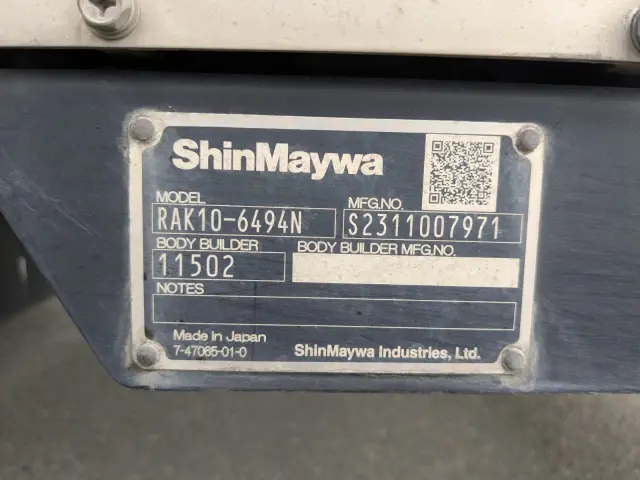 ShinMaywa
MODEL MFG.NO.
RAK10-6494N S2311007971
BODY BUILDER BODY BUILDER MFG.NO.
11502
NOTES
Made in Japan
7-47065-01-0 ShinMaywa Industries, Ltd.